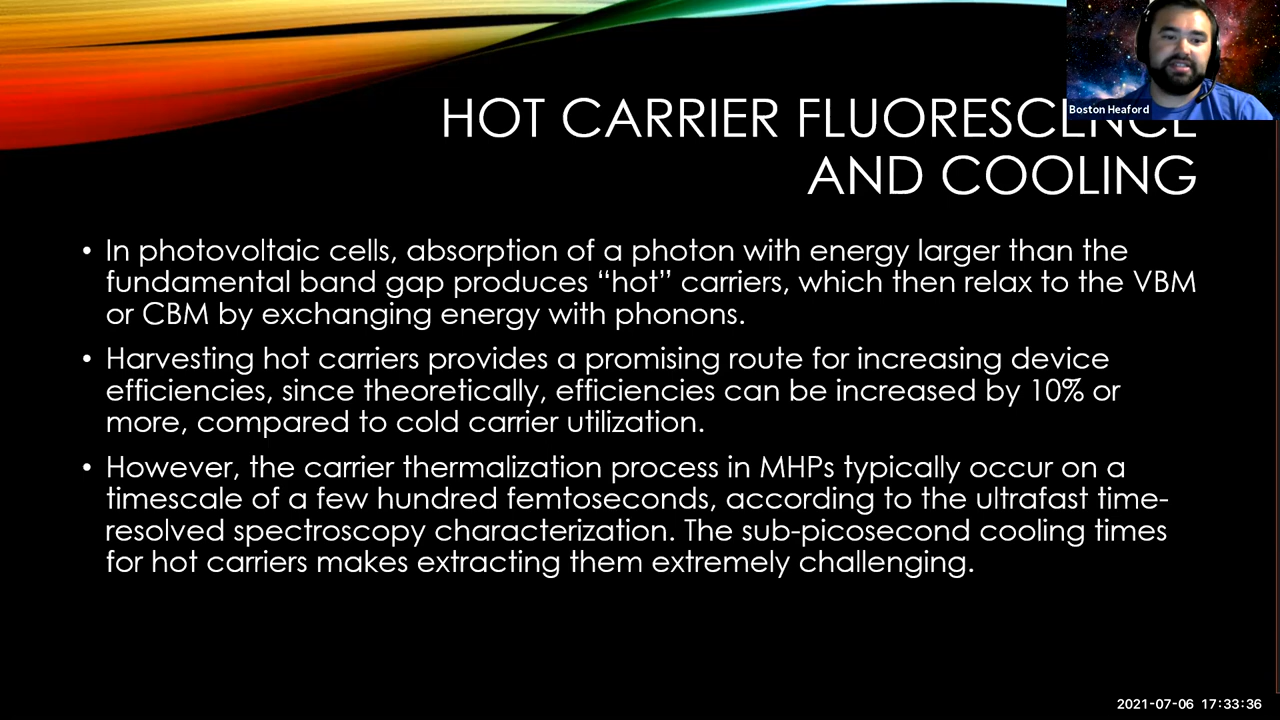 Boston Heaford
HOT CARRIER FLUORESCENCE
AND COOLING
• In photovoltaic cells, absorption of a photon with energy larger than the
fundamental band gap produces “hot” carriers, which then relax to the VBM
or CBM by exchanging energy with phonons.
• Harvesting hot carriers provides a promising route for increasing device
efficiencies, since theoretically, efficiencies can be increased by 10% or
more, compared to cold carrier utilization.
• However, the carrier thermalization process in MHPs typically occur on a
timescale of a few hundred femtoseconds, according to the ultrafast time-
resolved spectroscopy characterization. The sub-picosecond cooling times
for hot carriers makes extracting them extremely challenging.
2021-07-06 17:33:36